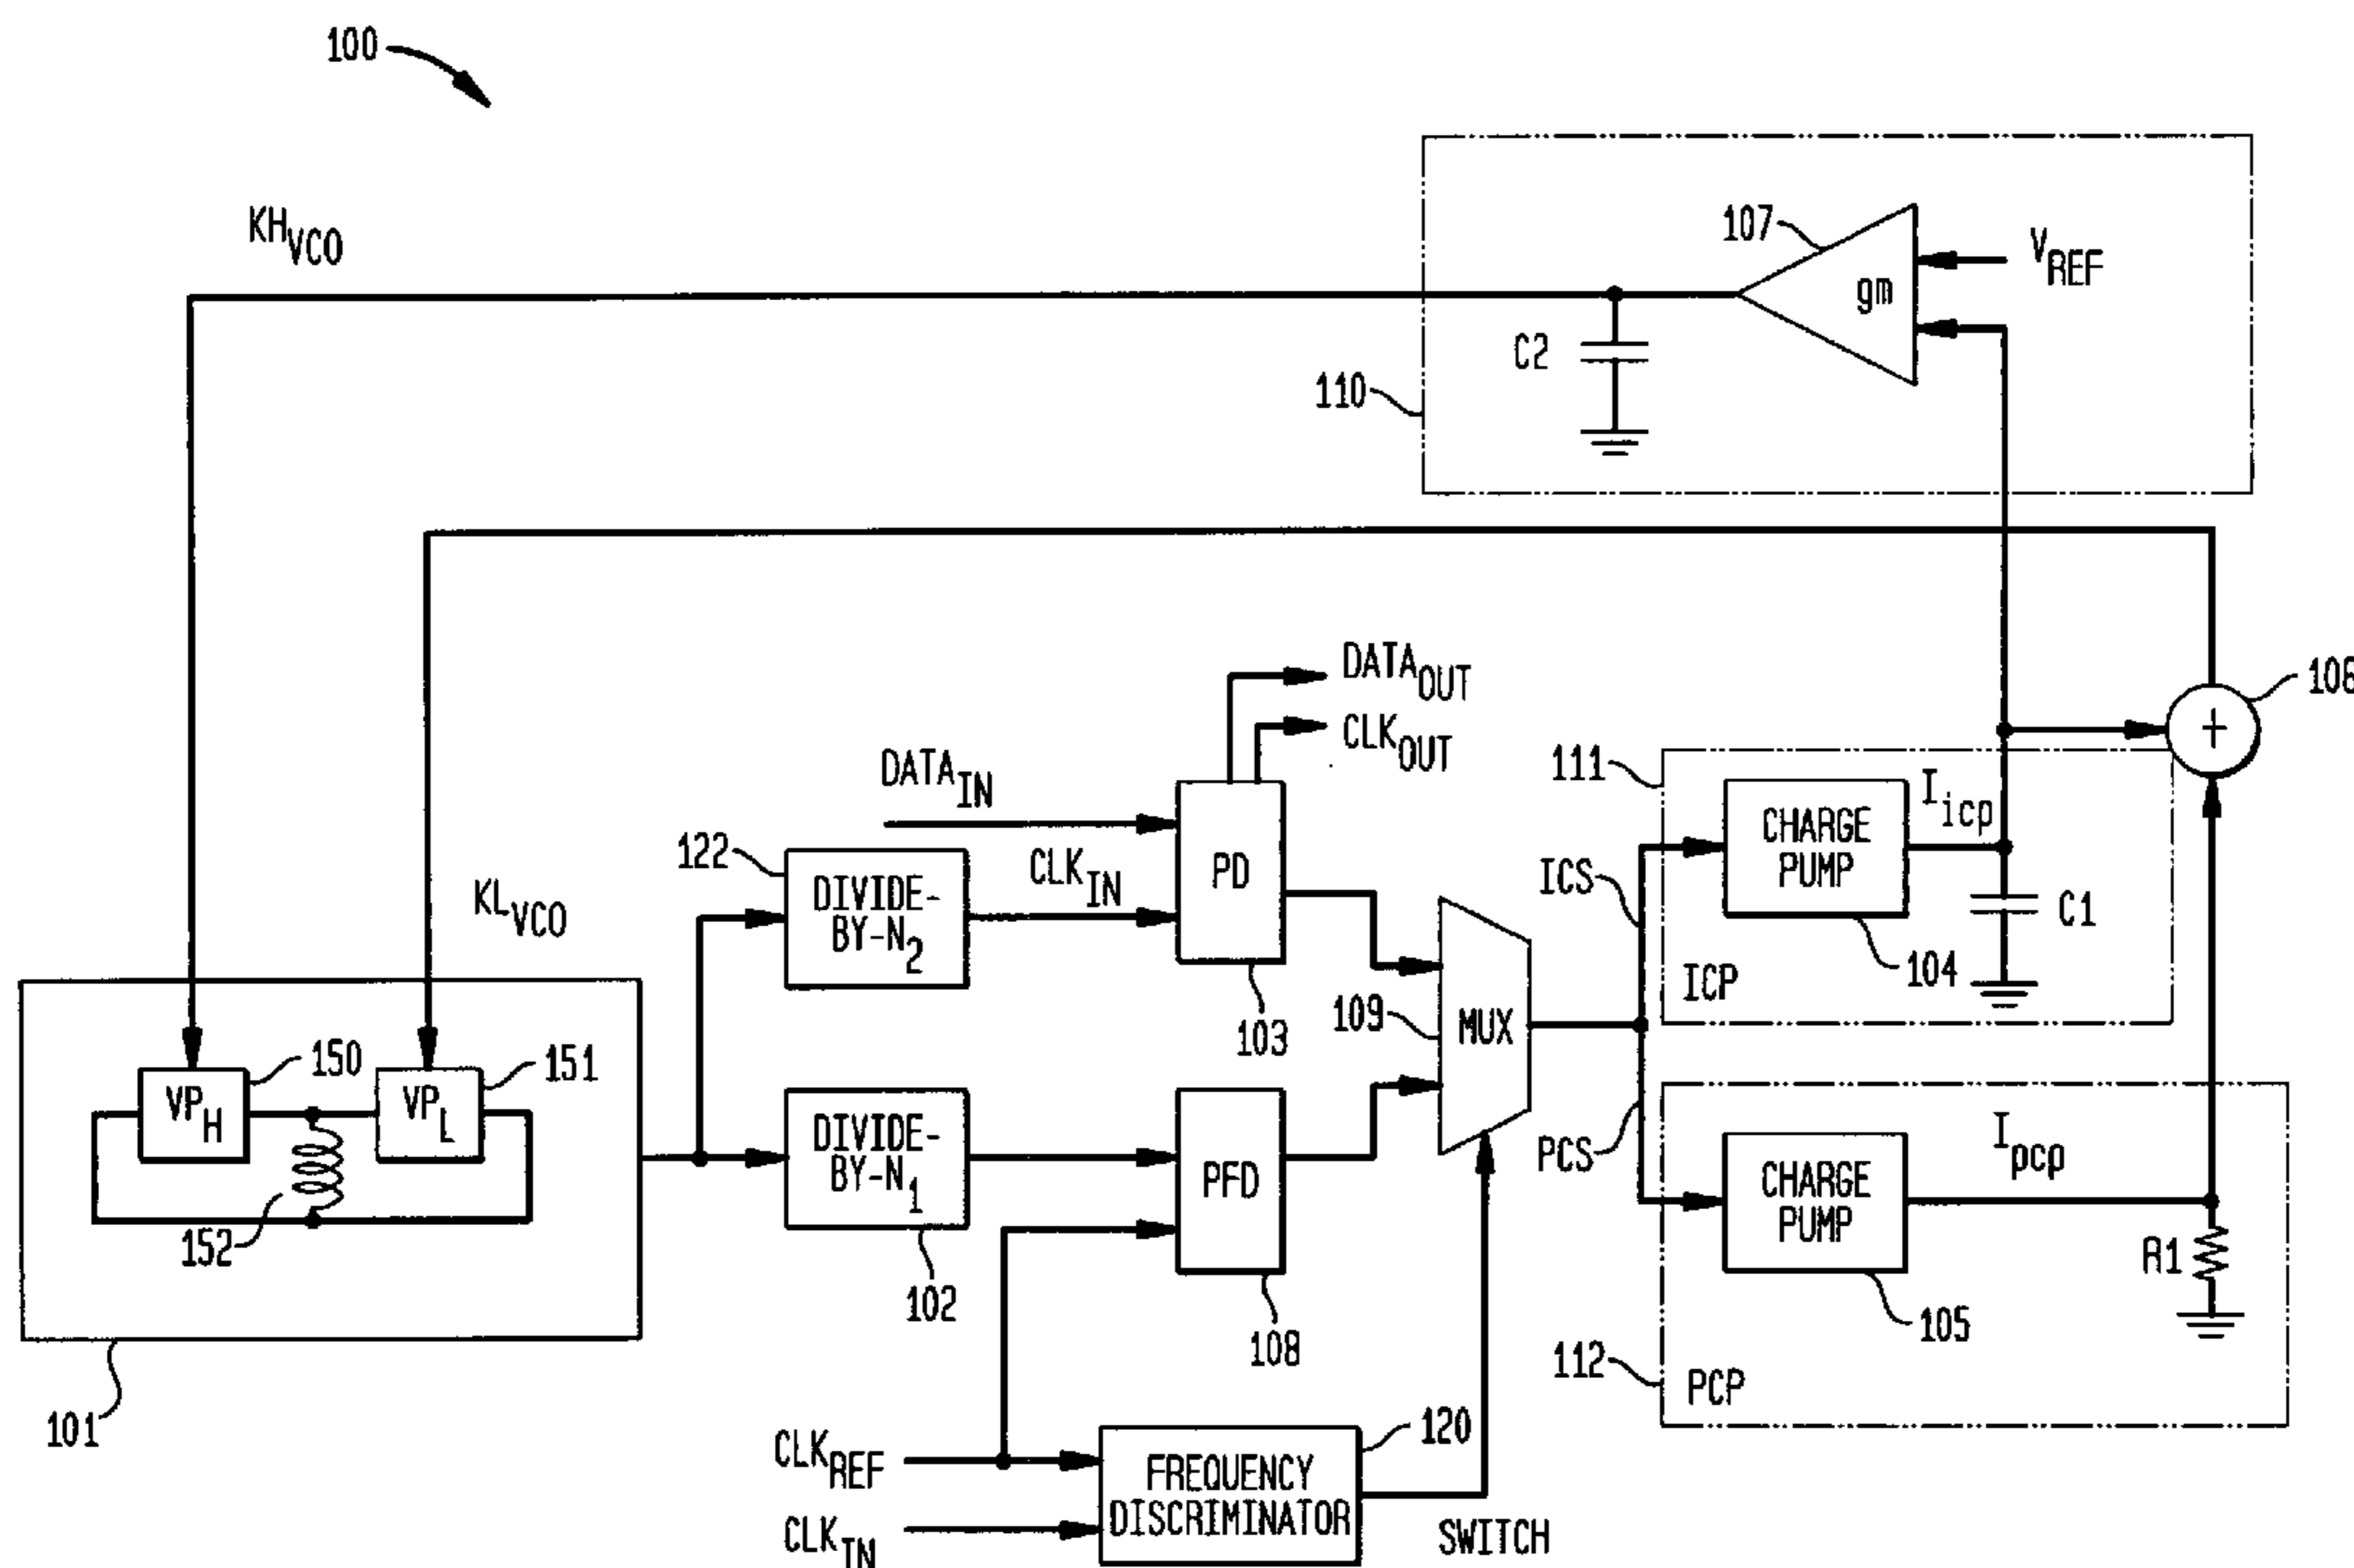 100
KH_VCO
107
V_REF
gm
C2
110
106
DATA_OUT
CLK_OUT
DATA_IN
CLK_IN
122
DIVIDE-
BY-N_2
PD
103
111
CHARGE
PUMP
I_icp
ICS
C1
ICP
104
KL_VCO
109
MUX
150
VP_H
151
VP_L
152
101
DIVIDE-
BY-N_1
102
PFD
108
PCS
CHARGE
PUMP
I_pcp
R1
105
112
PCP
CLK_REF
CLK_IN
120
FREQUENCY
DISCRIMINATOR
SWITCH